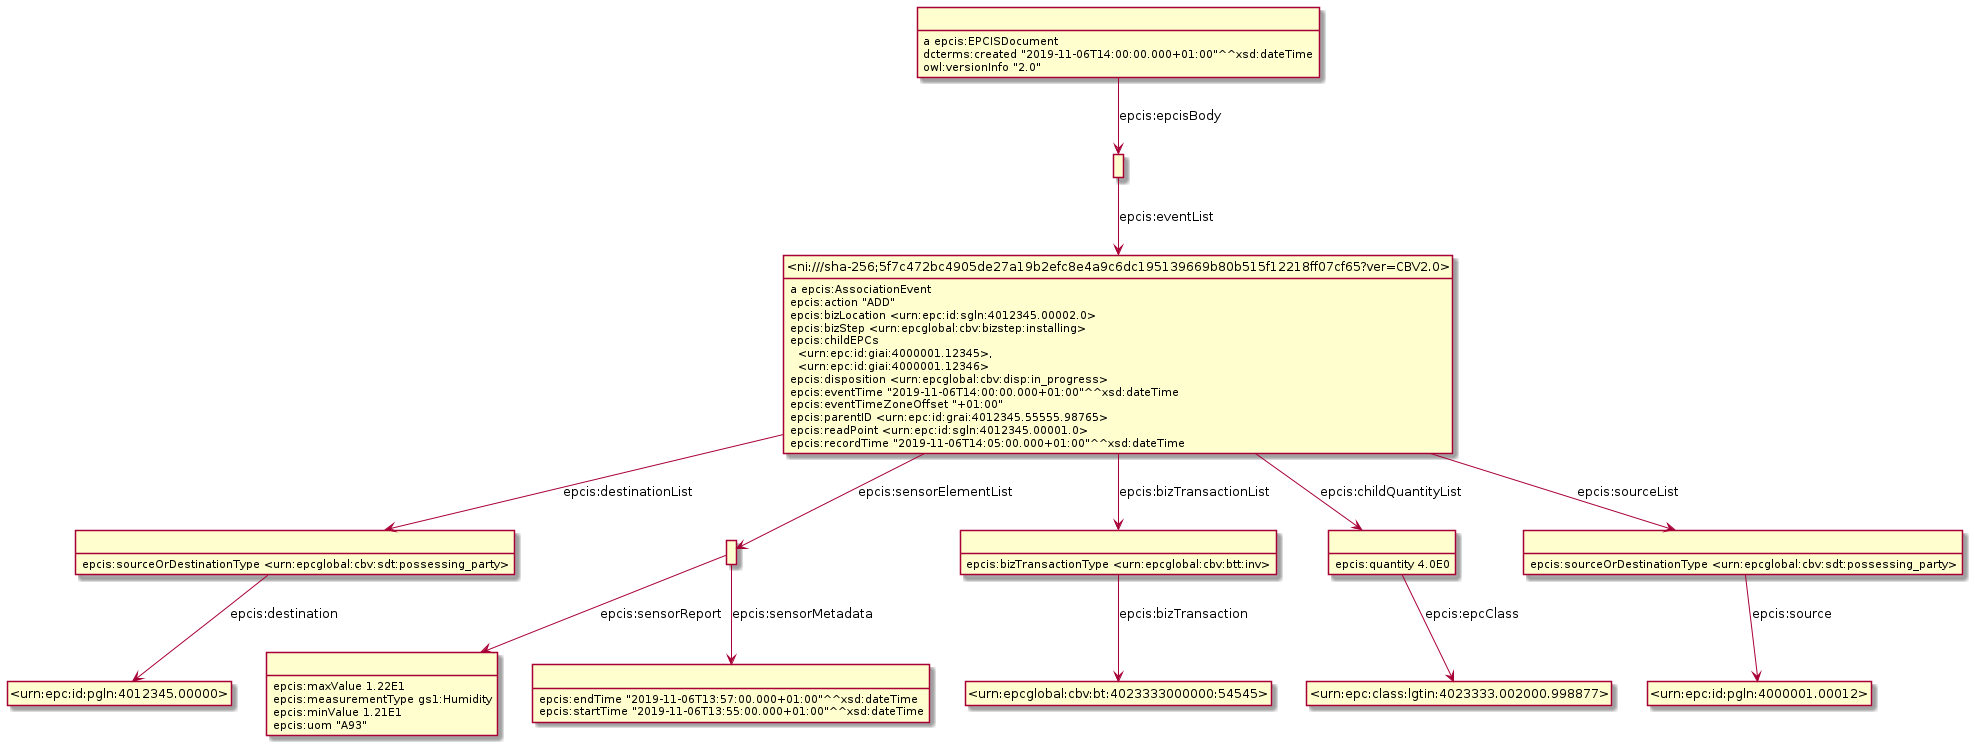 a epcis:EPCISDocument
dcterms:created "2019-11-06T14:00:00.000+01:00"^^xsd:dateTime
owl:versionInfo "2.0"
epcis:epcisBody
epcis:eventList
<ni:///sha-256;5f7c472bc4905de27a19b2efc8e4a9c6dc195139669b80b515f12218ff07cf65?ver=CBV2.0>
a epcis:AssociationEvent
epcis:action "ADD"
epcis:bizLocation <urn:epc:id:sgln:4012345.00002.0>
epcis:bizStep <urn:epcglobal:cbv:bizstep:installing>
epcis:childEPCs
<urn:epc:id:giai:4000001.12345>,
<urn:epc:id:giai:4000001.12346>
epcis:disposition <urn:epcglobal:cbv:disp:in_progress>
epcis:eventTime "2019-11-06T14:00:00.000+01:00"^^xsd:dateTime
epcis:eventTimeZoneOffset "+01:00"
epcis:parentID <urn:epc:id:grai:4012345.55555.98765>
epcis:readPoint <urn:epc:id:sgln:4012345.00001.0>
epcis:recordTime "2019-11-06T14:05:00.000+01:00"^^xsd:dateTime
epcis:destinationList
epcis:sensorElementList
epcis:bizTransactionList
epcis:childQuantityList
epcis:sourceList
epcis:sourceOrDestinationType <urn:epcglobal:cbv:sdt:possessing_party>
epcis:bizTransactionType <urn:epcglobal:cbv:btt:inv>
epcis:quantity 4.0E0
epcis:sourceOrDestinationType <urn:epcglobal:cbv:sdt:possessing_party>
epcis:destination
epcis:sensorReport
epcis:sensorMetadata
epcis:bizTransaction
epcis:epcClass
epcis:source
<urn:epc:id:pgln:4012345.00000>
epcis:maxValue 1.22E1
epcis:measurementType gs1:Humidity
epcis:minValue 1.21E1
epcis:uom "A93"
epcis:endTime "2019-11-06T13:57:00.000+01:00"^^xsd:dateTime
epcis:startTime "2019-11-06T13:55:00.000+01:00"^^xsd:dateTime
<urn:epcglobal:cbv:bt:4023333000000:54545>
<urn:epc:class:lgtin:4023333.002000.998877>
<urn:epc:id:pgln:4000001.00012>